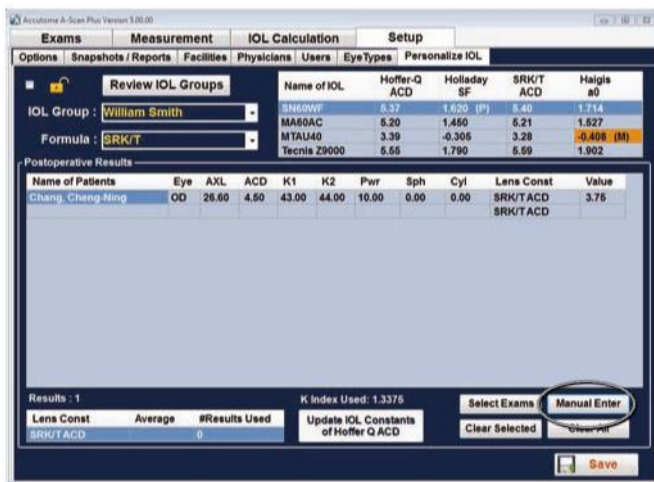 Accutome A-Scan Plus Version 5.00.00
Exams Measurement IOL Calculation Setup
Options Snapshots / Reports Facilities Physicians Users EyeTypes Personalize IOL
Review IOL Groups
IOL Group : William Smith
Formula : SRK/T
Name of IOL Hoffer-Q ACD Holladay SF SRK/T ACD Haigis a0
SN60WF 5.37 1.620 (P) 5.40 1.714
MA60AC 5.20 1.450 5.21 1.527
MTAU40 3.39 -0.305 3.28 -0.408 (M)
Tecnis Z9000 5.55 1.790 5.59 1.902
Postoperative Results
Name of Patients Eye AXL ACD K1 K2 Pwr Sph Cyl Lens Const Value
Chang, Cheng-Ning OD 26.60 4.50 43.00 44.00 10.00 0.00 0.00 SRK/T ACD 3.75
SRK/T ACD
Results : 1
K Index Used: 1.3375
Select Exams Manual Enter
Lens Const Average #Results Used
SRK/T ACD 0
Update IOL Constants
of Hoffer Q ACD
Clear Selected Clear All
Save